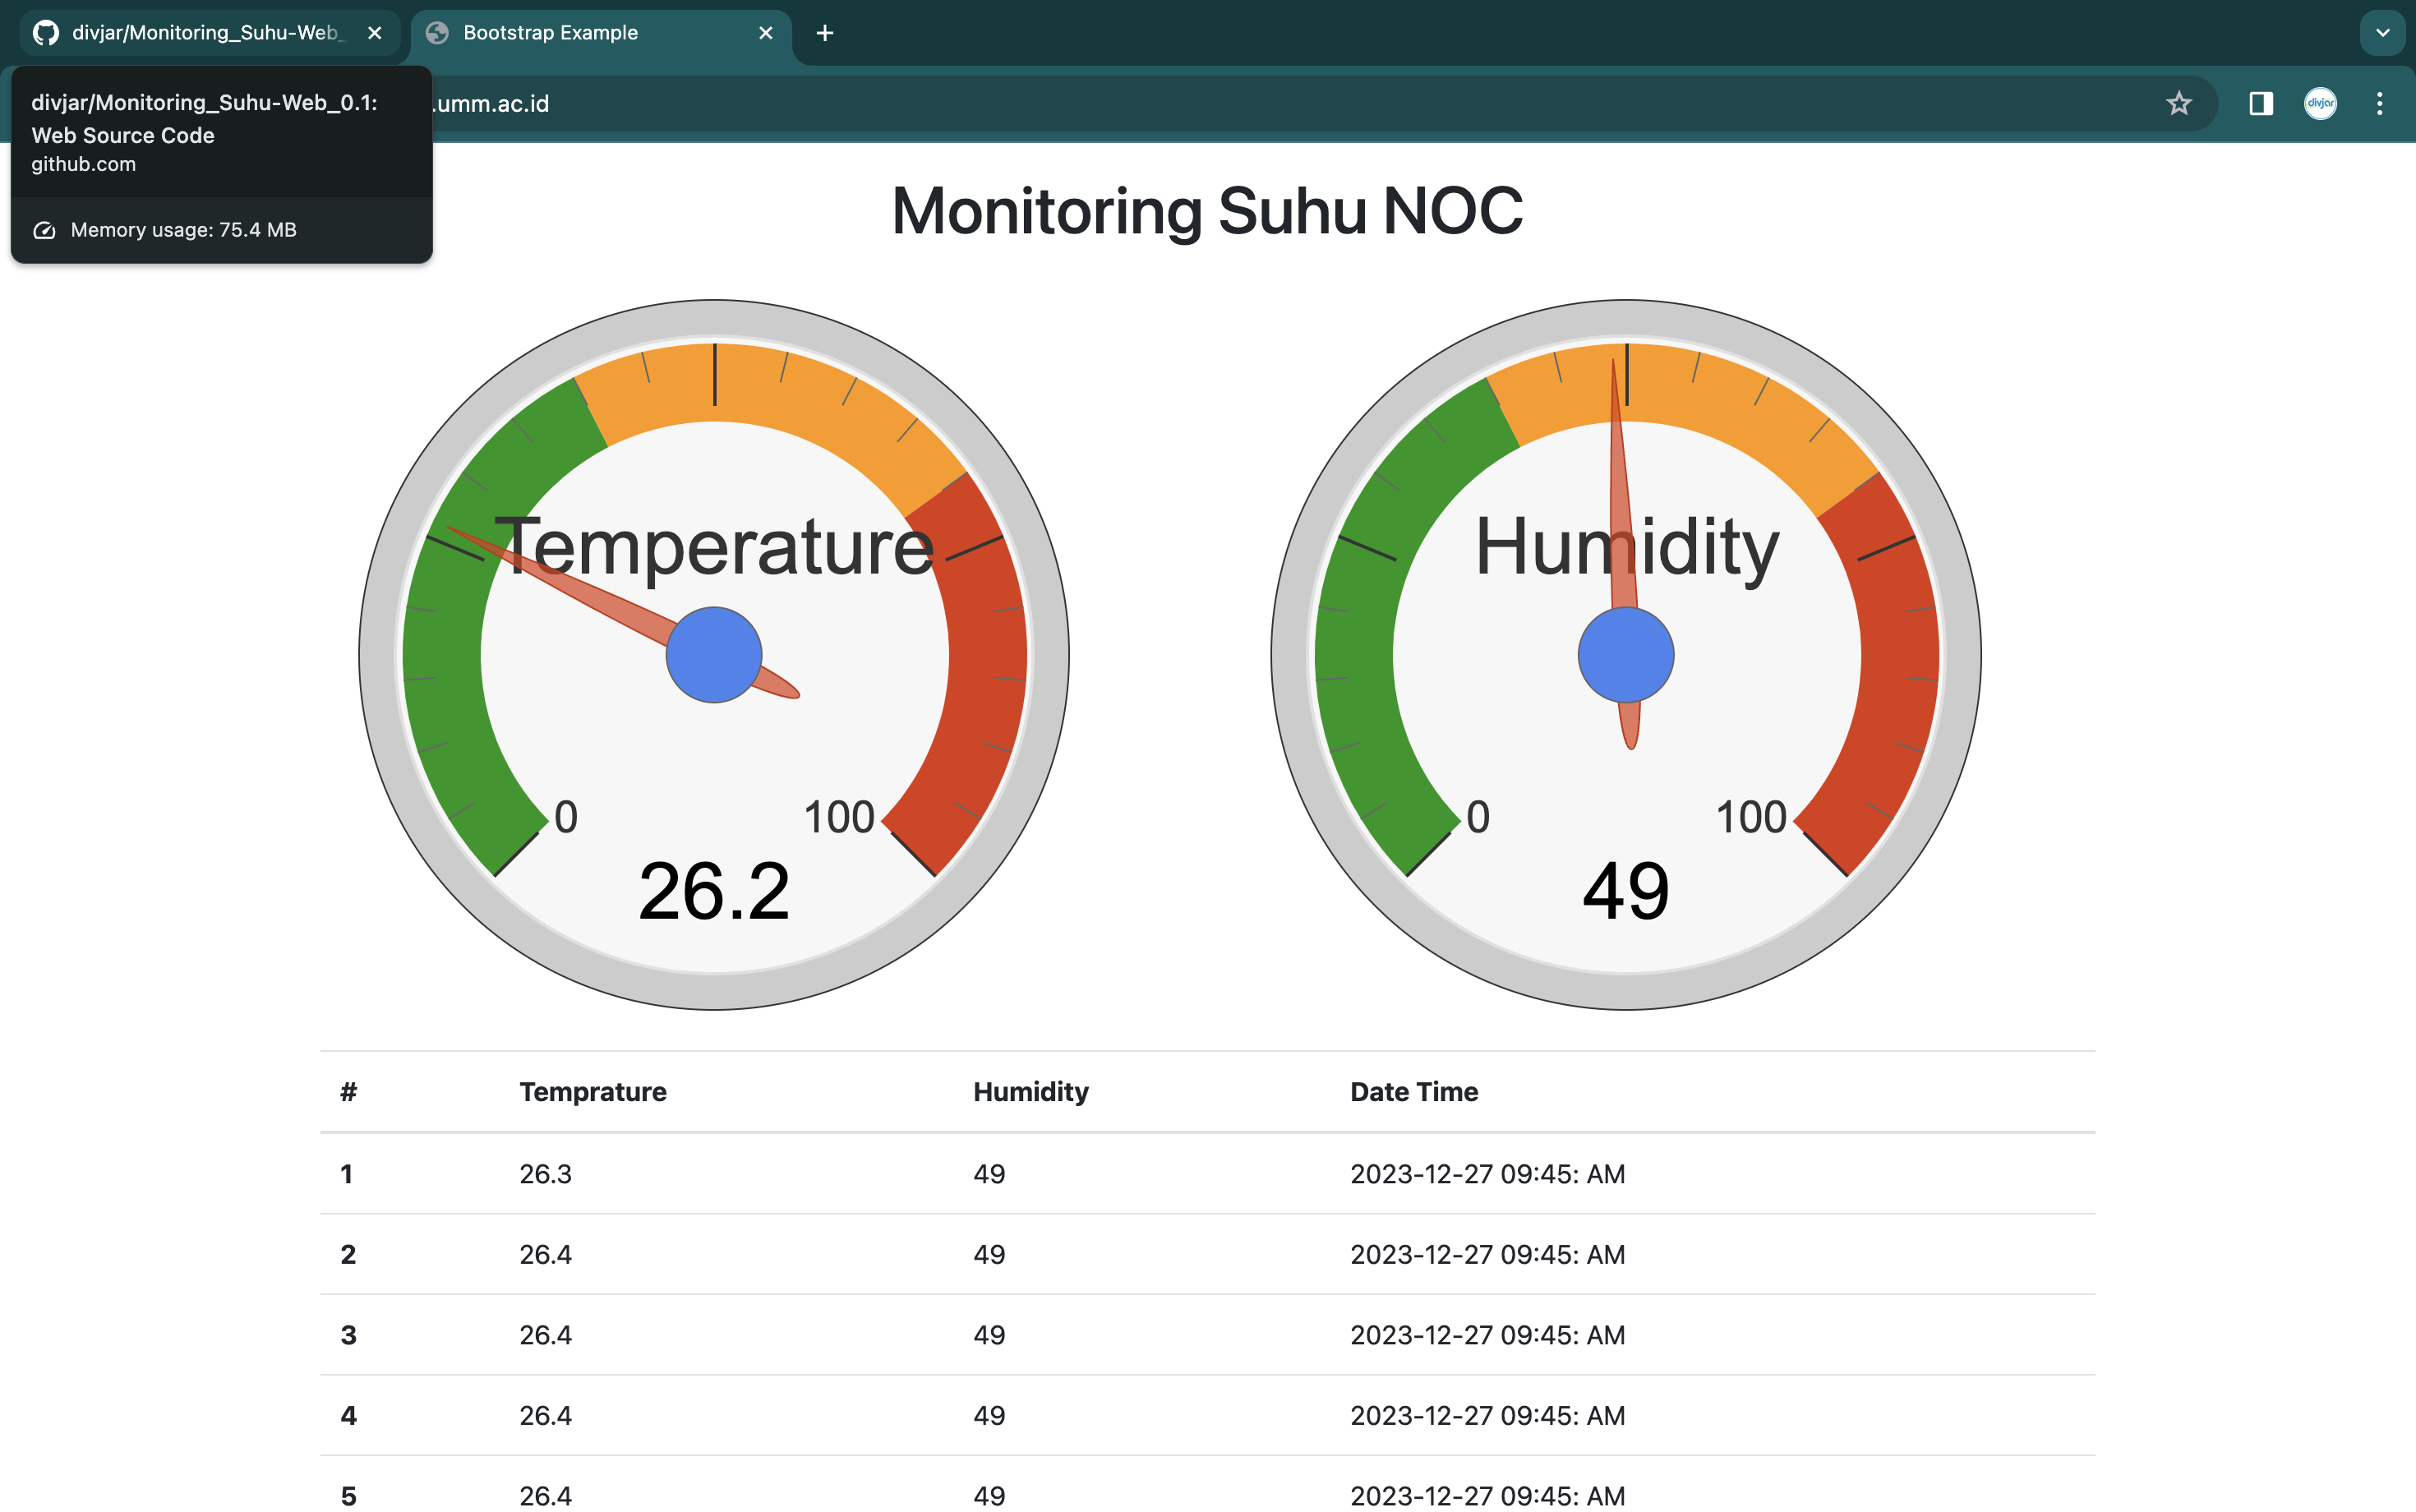 divjar/Monitoring_Suhu-Web_
Bootstrap Example
divjar/Monitoring_Suhu-Web_0.1:
Web Source Code
github.com
Memory usage: 75.4 MB
.umm.ac.id
divjar
Monitoring Suhu NOC
Temperature
0
100
26.2
Humidity
0
100
49
# Temprature Humidity Date Time
1 26.3 49 2023-12-27 09:45: AM
2 26.4 49 2023-12-27 09:45: AM
3 26.4 49 2023-12-27 09:45: AM
4 26.4 49 2023-12-27 09:45: AM
5 26.4 49 2023-12-27 09:45: AM